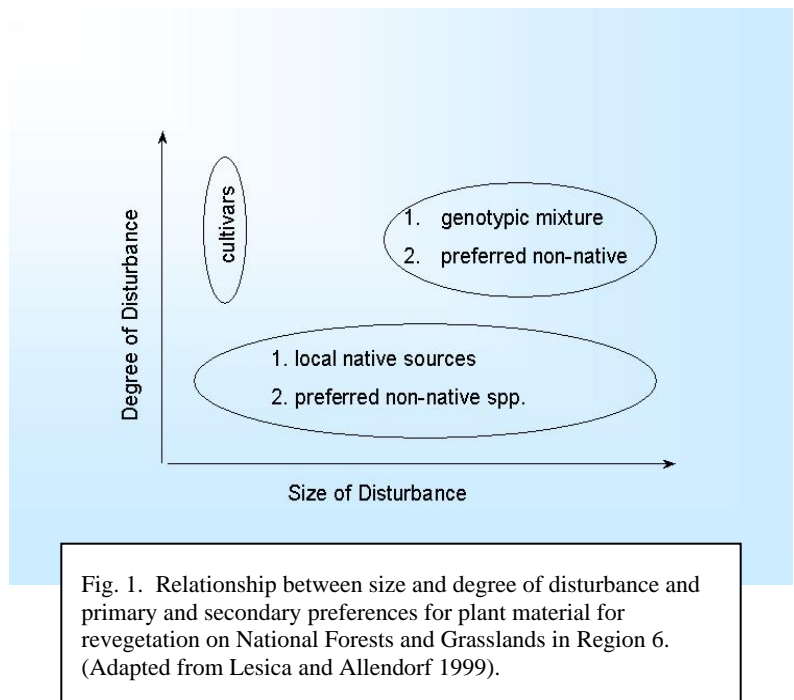 Degree of Disturbance
cultivars
1. genotypic mixture
2. preferred non-native
1. local native sources
2. preferred non-native spp.
Size of Disturbance
Fig. 1. Relationship between size and degree of disturbance and
primary and secondary preferences for plant material for
revegetation on National Forests and Grasslands in Region 6.
(Adapted from Lesica and Allendorf 1999).